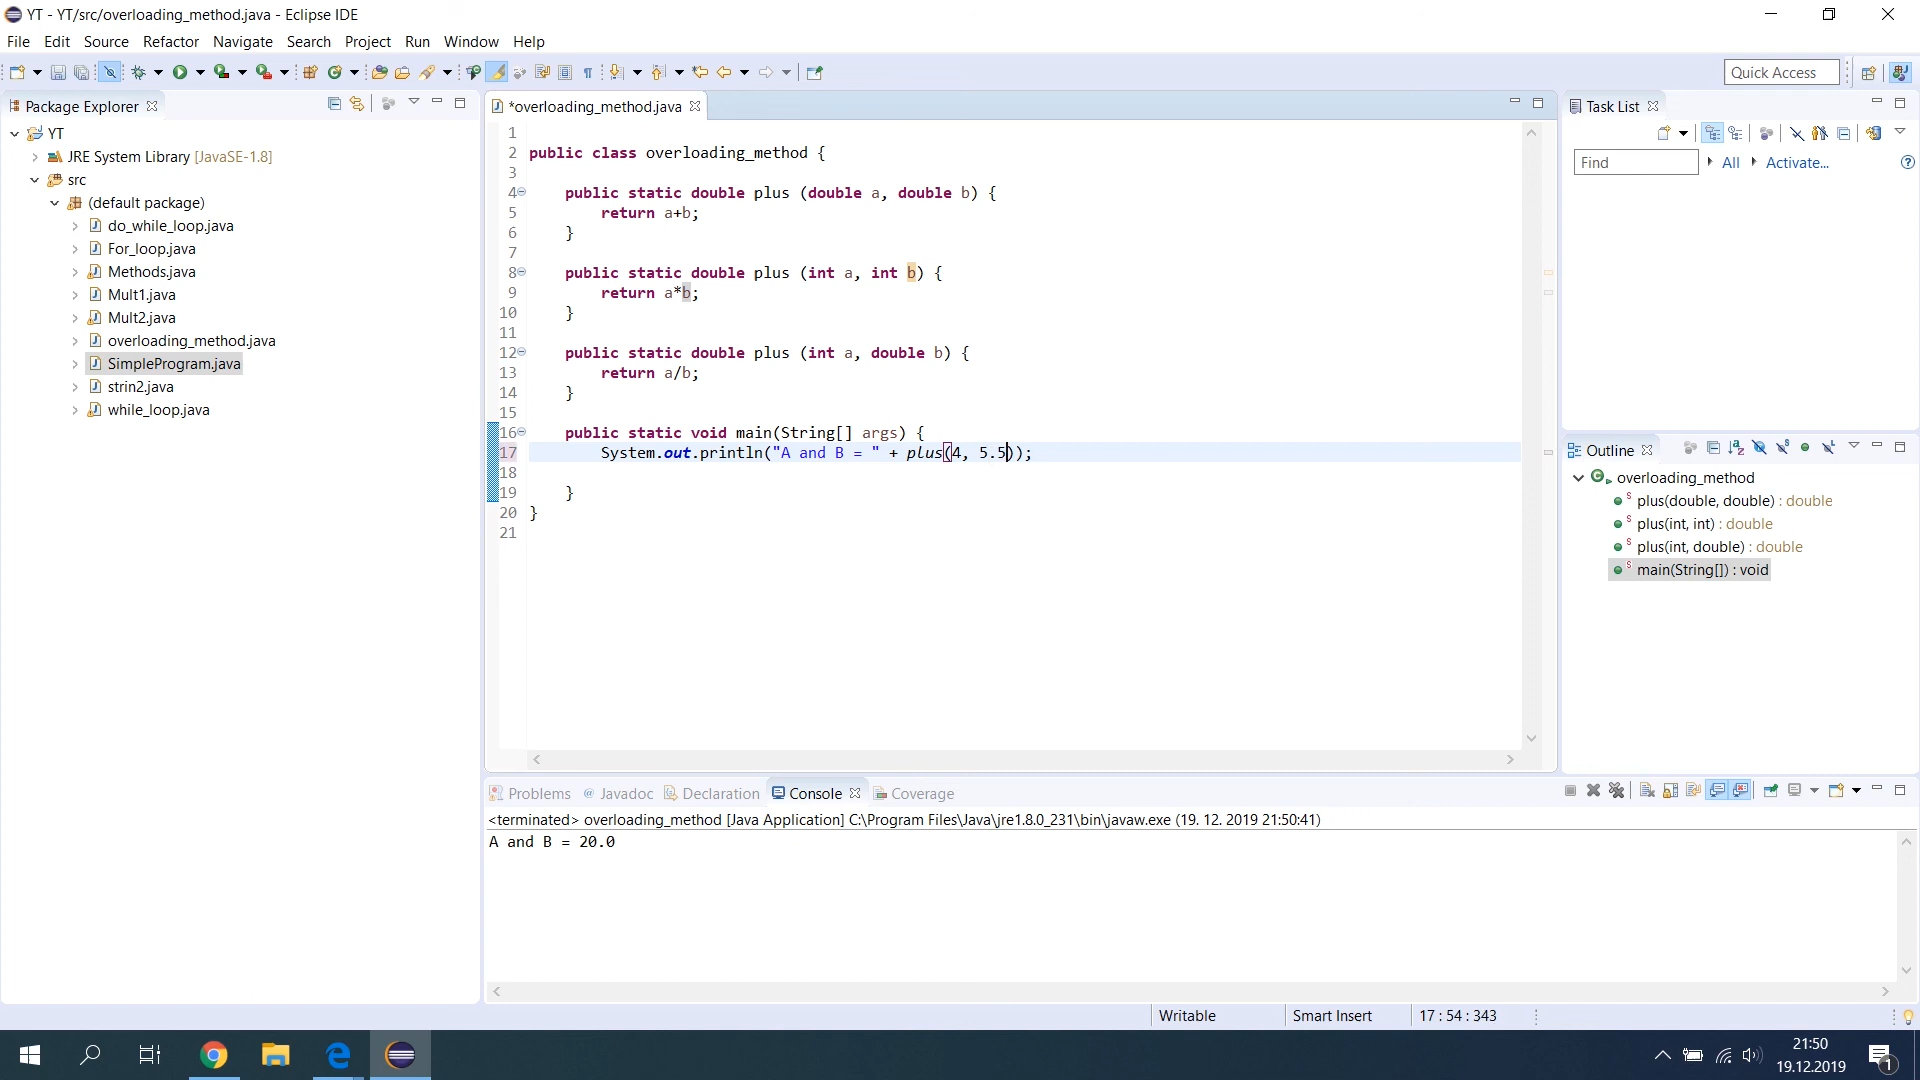 YT - YT/src/overloading_method.java - Eclipse IDE
File Edit Source Refactor Navigate Search Project Run Window Help
Quick Access
Package Explorer
YT
JRE System Library [JavaSE-1.8]
src
(default package)
do_while_loop.java
For_loop.java
Methods.java
Mult1.java
Mult2.java
overloading_method.java
SimpleProgram.java
strin2.java
while_loop.java
*overloading_method.java
1
2 public class overloading_method {
3
4 public static double plus (double a, double b) {
5 return a+b;
6 }
7
8 public static double plus (int a, int b) {
9 return a*b;
10 }
11
12 public static double plus (int a, double b) {
13 return a/b;
14 }
15
16 public static void main(String[] args) {
17 System.out.println("A and B = " + plus(4, 5.5));
18
19 }
20 }
21
Task List
Find All Activate...
Outline
overloading_method
plus(double, double) : double
plus(int, int) : double
plus(int, double) : double
main(String[]) : void
Problems Javadoc Declaration Console Coverage
<terminated> overloading_method [Java Application] C:\Program Files\Java\jre1.8.0_231\bin\javaw.exe (19. 12. 2019 21:50:41)
A and B = 20.0
Writable Smart Insert 17 : 54 : 343
21:50
19.12.2019
1